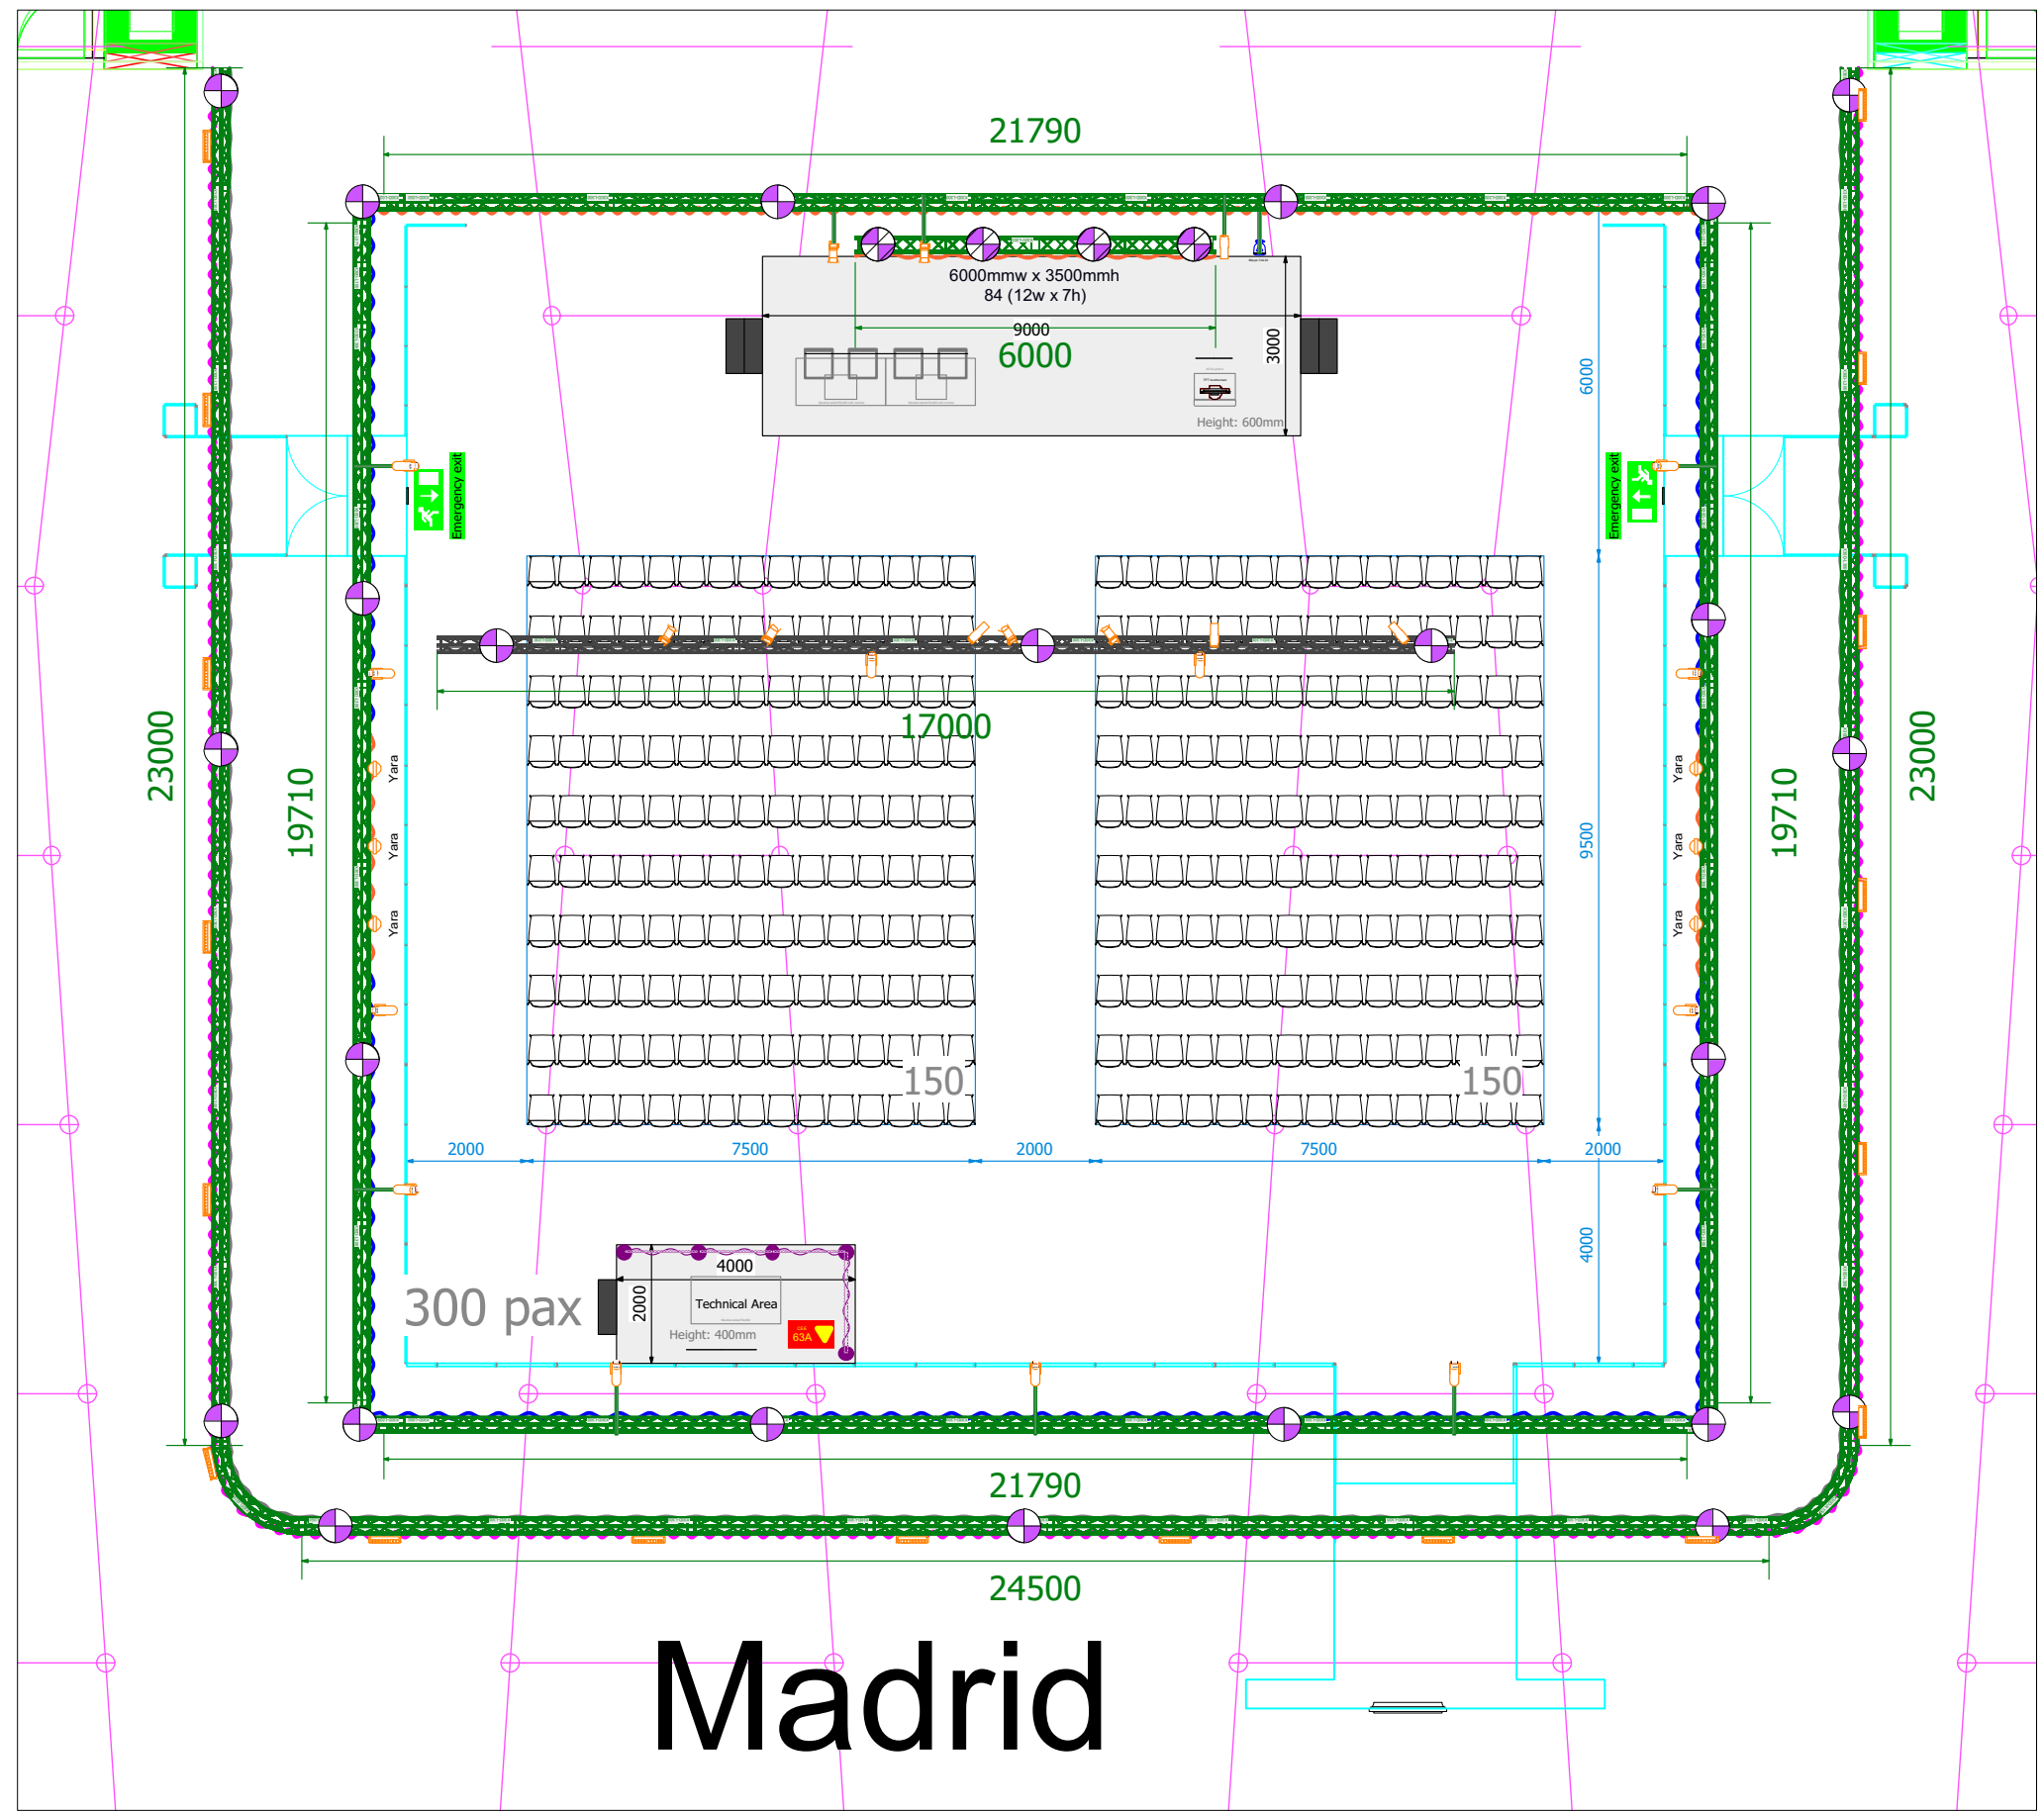 21790
6000mmw x 3500mmh
84 (12w x 7h)
9000
6000
3000
Height: 600mm
6000
Emergency exit
Emergency exit
17000
23000
19710
Yara
Yara
Yara
Yara
Yara
Yara
9500
19710
23000
150
150
2000
7500
2000
7500
2000
4000
300 pax
4000
2000
Technical Area
Height: 400mm
CEE
63A
21790
24500
Madrid